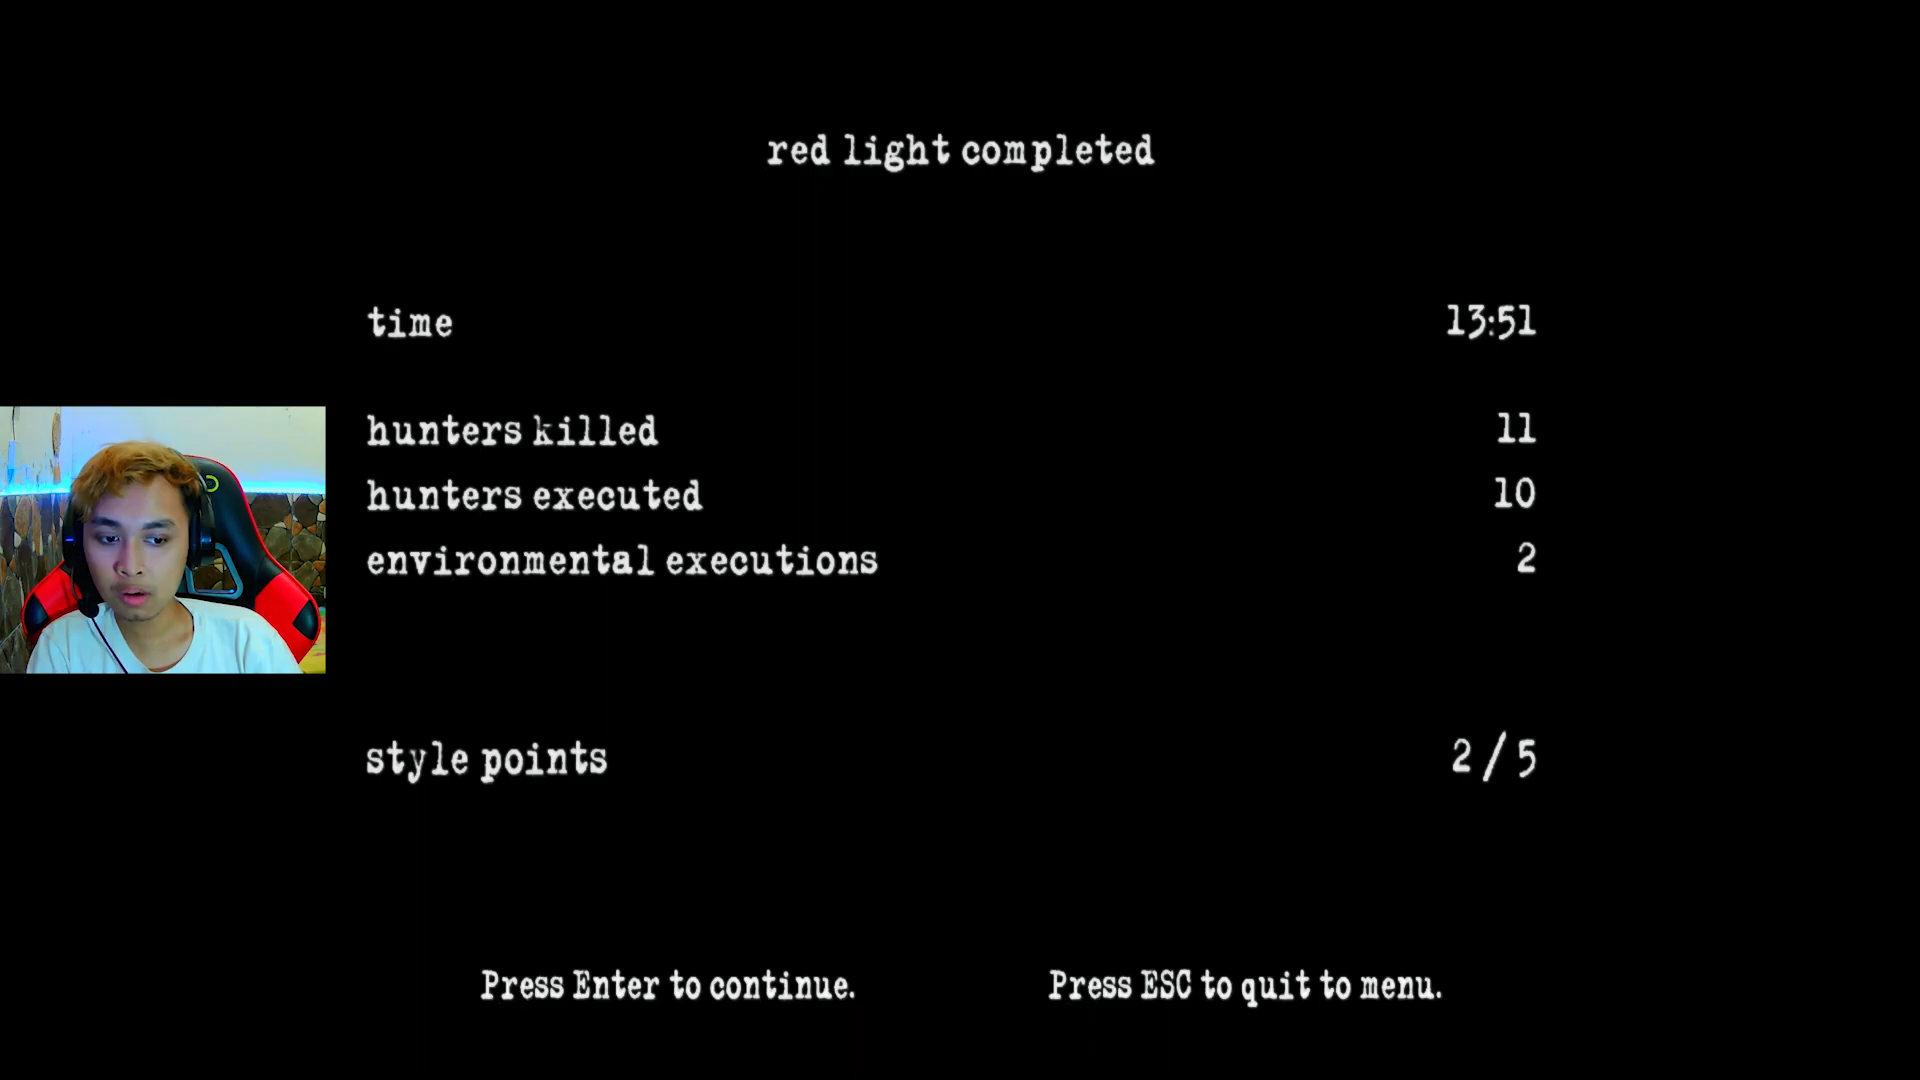 red light completed
time 13:51
hunters killed 11
hunters executed 10
environmental executions 2
style points 2 / 5
Press Enter to continue. Press ESC to quit to menu.